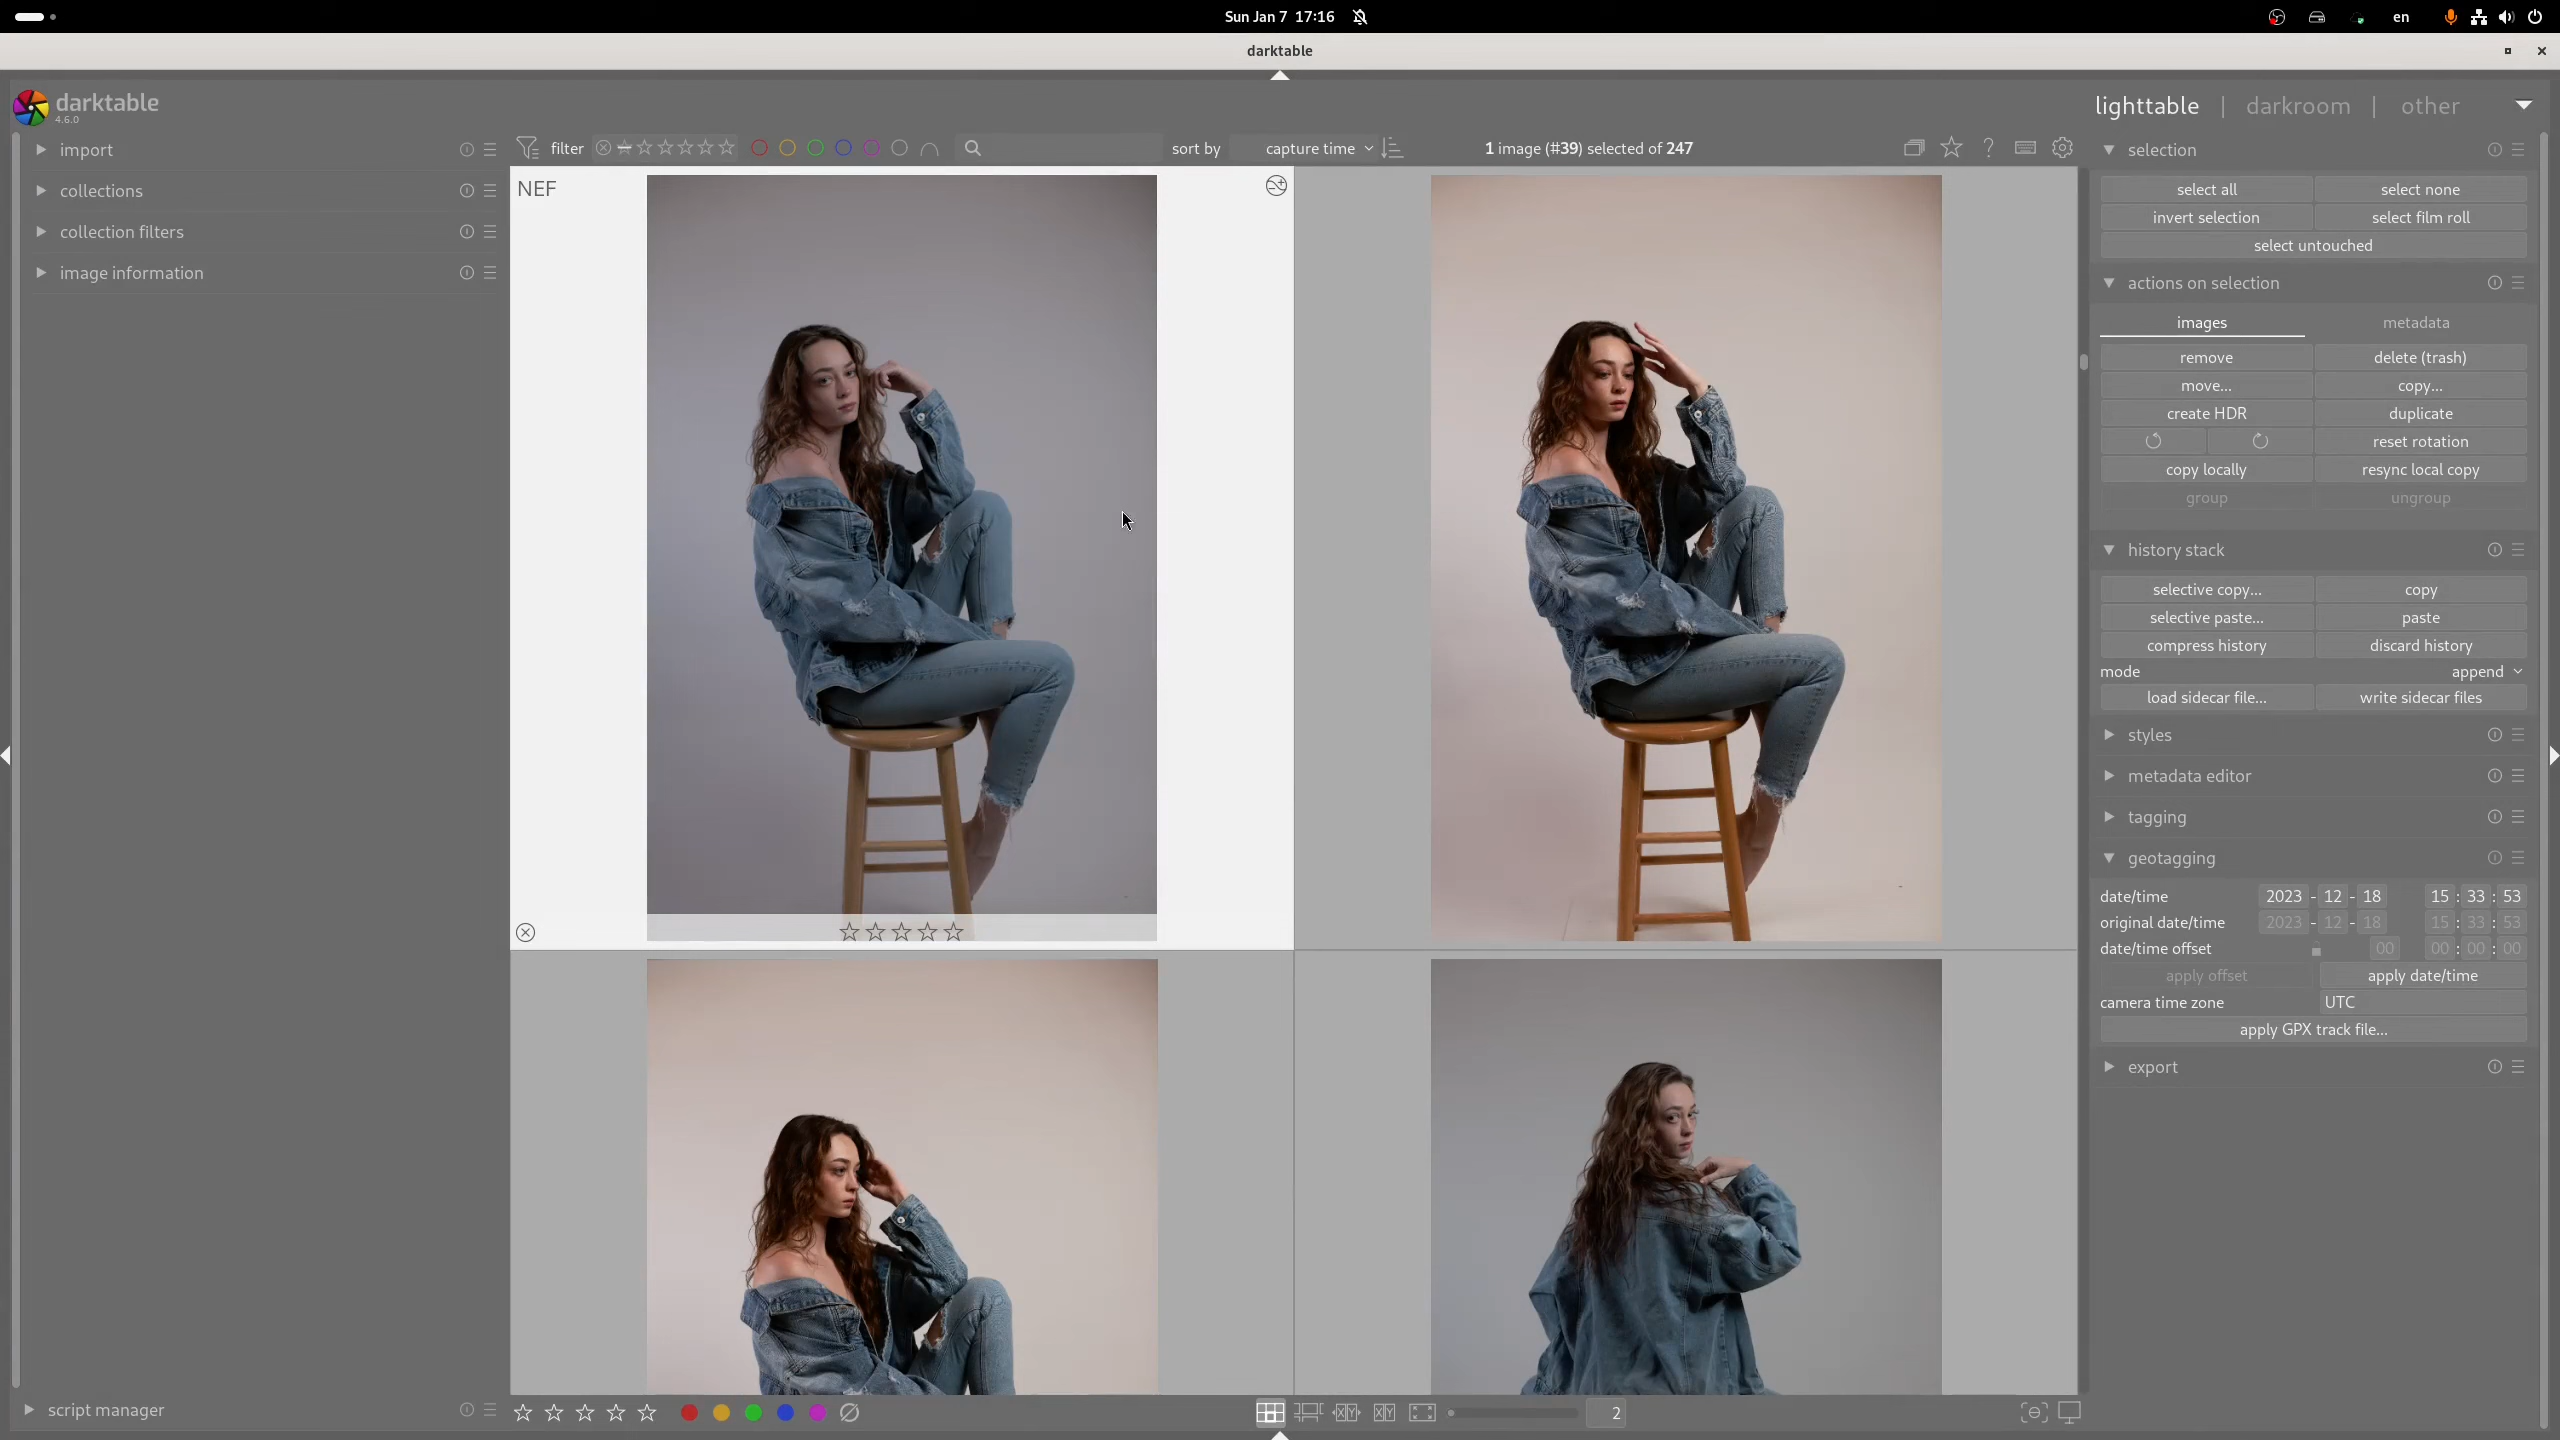 Sun Jan 7 17:16
en
darktable
darktable
4.6.0
lighttable | darkroom | other
import
collections
collection filters
image information
script manager
filter
sort by capture time
1 image (#39) selected of 247
NEF
2
selection
select all select none
invert selection select film roll
select untouched
actions on selection
images metadata
remove delete (trash)
move... copy...
create HDR duplicate
reset rotation
copy locally resync local copy
group ungroup
history stack
selective copy... copy
selective paste... paste
compress history discard history
mode append
load sidecar file... write sidecar files
styles
metadata editor
tagging
geotagging
date/time 2023 - 12 - 18 15 : 33 : 53
original date/time 2023 - 12 - 18 15 : 33 : 53
date/time offset 00 00 : 00 : 00
apply offset apply date/time
camera time zone UTC
apply GPX track file...
export